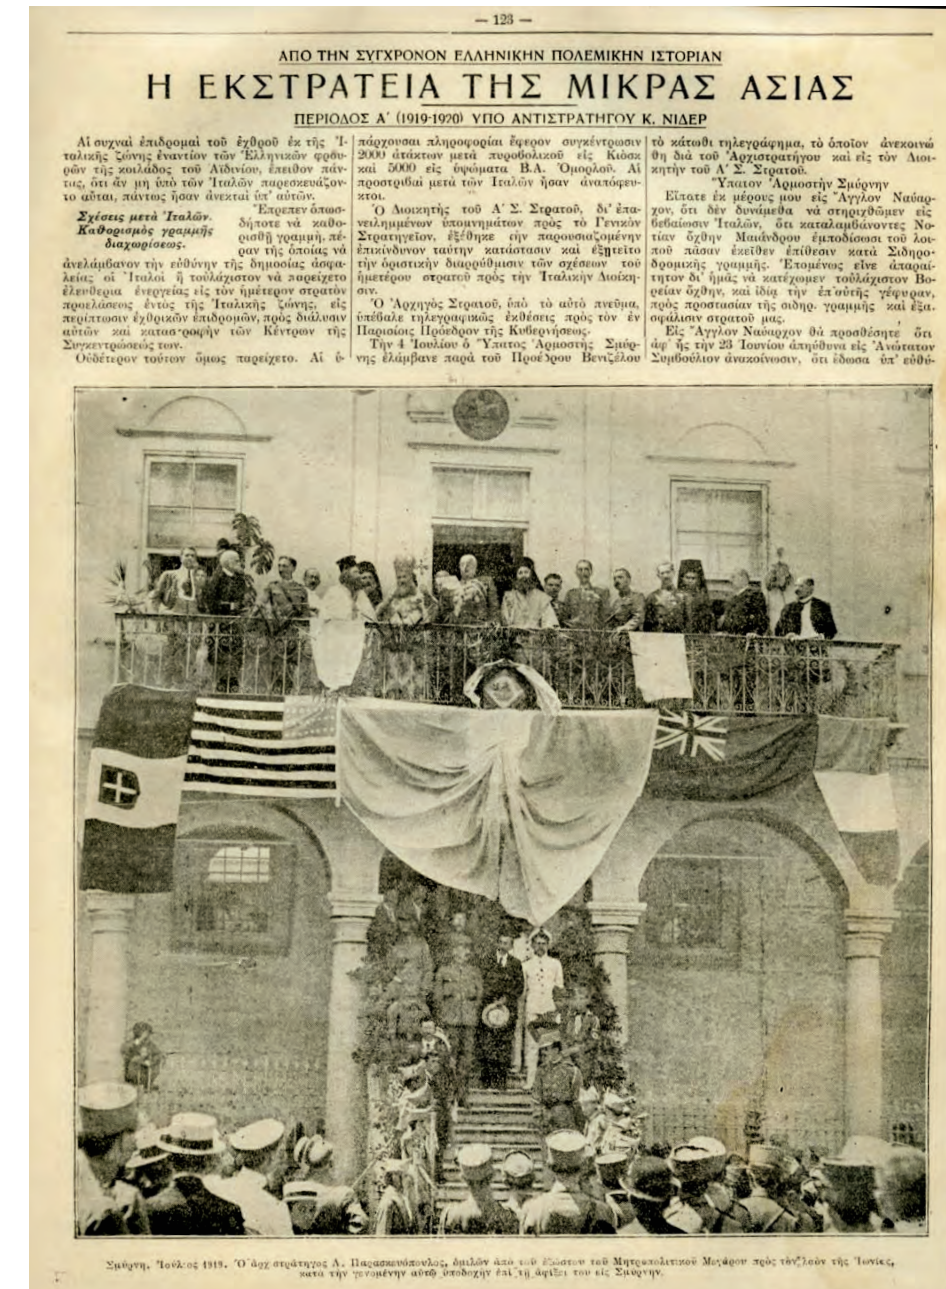 — 123 —
ΑΠΟ ΤΗΝ ΣΥΓΧΡΟΝΟΝ ΕΛΛΗΝΙΚΗΝ ΠΟΛΕΜΙΚΗΝ ΙΣΤΟΡΙΑΝ
Η ΕΚΣΤΡΑΤΕΙΑ ΤΗΣ ΜΙΚΡΑΣ ΑΣΙΑΣ
ΠΕΡΙΟΔΟΣ Α' (1919-1920) ΥΠΟ ΑΝΤΙΣΤΡΑΤΗΓΟΥ Κ. ΝΙΔΕΡ
Αἱ συχναὶ ἐπιδρομαὶ τοῦ ἐχθροῦ ἐκ τῆς Ἰ-
ταλικῆς ζώνης ἐναντίον τῶν Ἑλληνικῶν φρου-
ρῶν τῆς κοιλάδος τοῦ Ἀϊδινίου, ἔπειθον πάν-
τας, ὅτι ἂν μὴ ὑπὸ τῶν Ἰταλῶν παρεσκευάζον-
το αὗται, πάντως ἦσαν ἀνεκταὶ ὑπ' αὐτῶν.
Σχέσεις μετὰ Ἰταλῶν.
Καθορισμὸς γραμμῆς
διαχωρίσεως.
Ἔπρεπεν ὁπωσ-
δήποτε νὰ καθο-
ρισθῇ γραμμή, πέ-
ραν τῆς ὁποίας νὰ
ἀνελάμβανον τὴν εὐθύνην τῆς δημοσίας ἀσφα-
λείας οἱ Ἰταλοὶ ἢ τοὐλάχιστον νὰ παρείχετο
ἐλευθερία ἐνεργείας εἰς τὸν ἡμέτερον στρατὸν
προελάσεως ἐντὸς τῆς Ἰταλικῆς ζώνης, εἰς
περίπτωσιν ἐχθρικῶν ἐπιδρομῶν, πρὸς διάλυσιν
αὐτῶν καὶ καταστροφὴν τῶν Κέντρων τῆς
Συγκεντρώσεώς των.
Οὐδέτερον τούτων ὅμως παρείχετο. Αἱ ὑ-
πάρχουσαι πληροφορίαι ἔφερον συγκέντρωσιν
2000 ἀτάκτων μετὰ πυροβολικοῦ εἰς Κιὸσκ
καὶ 5000 εἰς ὑψώματα Β.Α. Ὀμορλοῦ. Αἱ
προστριβαὶ μετὰ τῶν Ἰταλῶν ἦσαν ἀναπόφευ-
κτοι.
Ὁ Διοικητὴς τοῦ Α´ Σ. Στρατοῦ, δι' ἐπα-
νειλημμένων ὑπομνημάτων πρὸς τὸ Γενικὸν
Στρατηγεῖον, ἐξέθηκε τὴν παρουσιαζομένην
ἐπικίνδυνον ταύτην κατάστασιν καὶ ἐξῃτεῖτο
τὴν ὁριστικὴν διαρρύθμισιν τῶν σχέσεων τοῦ
ἡμετέρου στρατοῦ πρὸς τὴν Ἰταλικὴν Διοίκη-
σιν.
Ὁ Ἀρχηγὸς Στρατοῦ, ὑπὸ τὸ αὐτὸ πνεῦμα,
ὑπέβαλε τηλεγραφικῶς ἐκθέσεις πρὸς τὸν ἐν
Παρισίοις Πρόεδρον τῆς Κυβερνήσεως.
Τὴν 4 Ἰουλίου ὁ Ὕπατος Ἁρμοστὴς Σμύρ-
νης ἐλάμβανε παρὰ τοῦ Προέδρου Βενιζέλου
τὸ κάτωθι τηλεγράφημα, τὸ ὁποῖον ἀνεκοινώ
θη διὰ τοῦ Ἀρχιστρατήγου καὶ εἰς τὸν Διοι-
κητὴν τοῦ Α´ Σ. Στρατοῦ.
Ὕπατον Ἁρμοστὴν Σμύρνην
Εἴπατε ἐκ μέρους μου εἰς Ἄγγλον Ναύαρ-
χον, ὅτι δὲν δυνάμεθα νὰ στηριχθῶμεν εἰς
βεβαίωσιν Ἰταλῶν, ὅτι καταλαμβάνοντες Νο-
τίαν ὄχθην Μαιάνδρου ἐμποδίσωσι τοῦ λοι-
ποῦ πᾶσαν ἐκεῖθεν ἐπίθεσιν κατὰ Σιδηρο-
δρομικῆς γραμμῆς. Ἑπομένως εἶνε ἀπαραί-
τητον δι' ἡμᾶς νὰ κατέχωμεν τοὐλάχιστον Βο-
ρείαν ὄχθην, καὶ ἰδίᾳ τὴν ἐπ' αὐτῆς γέφυραν,
πρὸς προστασίαν τῆς σιδηρ. γραμμῆς καὶ ἐξα-
σφάλισιν στρατοῦ μας.
Εἰς Ἄγγλον Ναύαρχον θὰ προσθέσητε ὅτι
ἀφ' ἧς τὴν 23 Ἰουνίου ἀπηύθυνα εἰς Ἀνώτατον
Συμβούλιον ἀνακοίνωσιν, ὅτι ἔδωσα ὑπ' εὐθύ-
Σμύρνη, Ἰούλιος 1919. Ὁ ἀρχιστράτηγος Λ. Παρασκευόπουλος, ὁμιλῶν ἀπὸ τοῦ ἐξώστου τοῦ Μητροπολιτικοῦ Μεγάρου πρὸς τὸν λαὸν τῆς Ἰωνίας,
κατὰ τὴν γενομένην αὐτῷ ὑποδοχὴν ἐπὶ τῇ ἀφίξει του εἰς Σμύρνην.